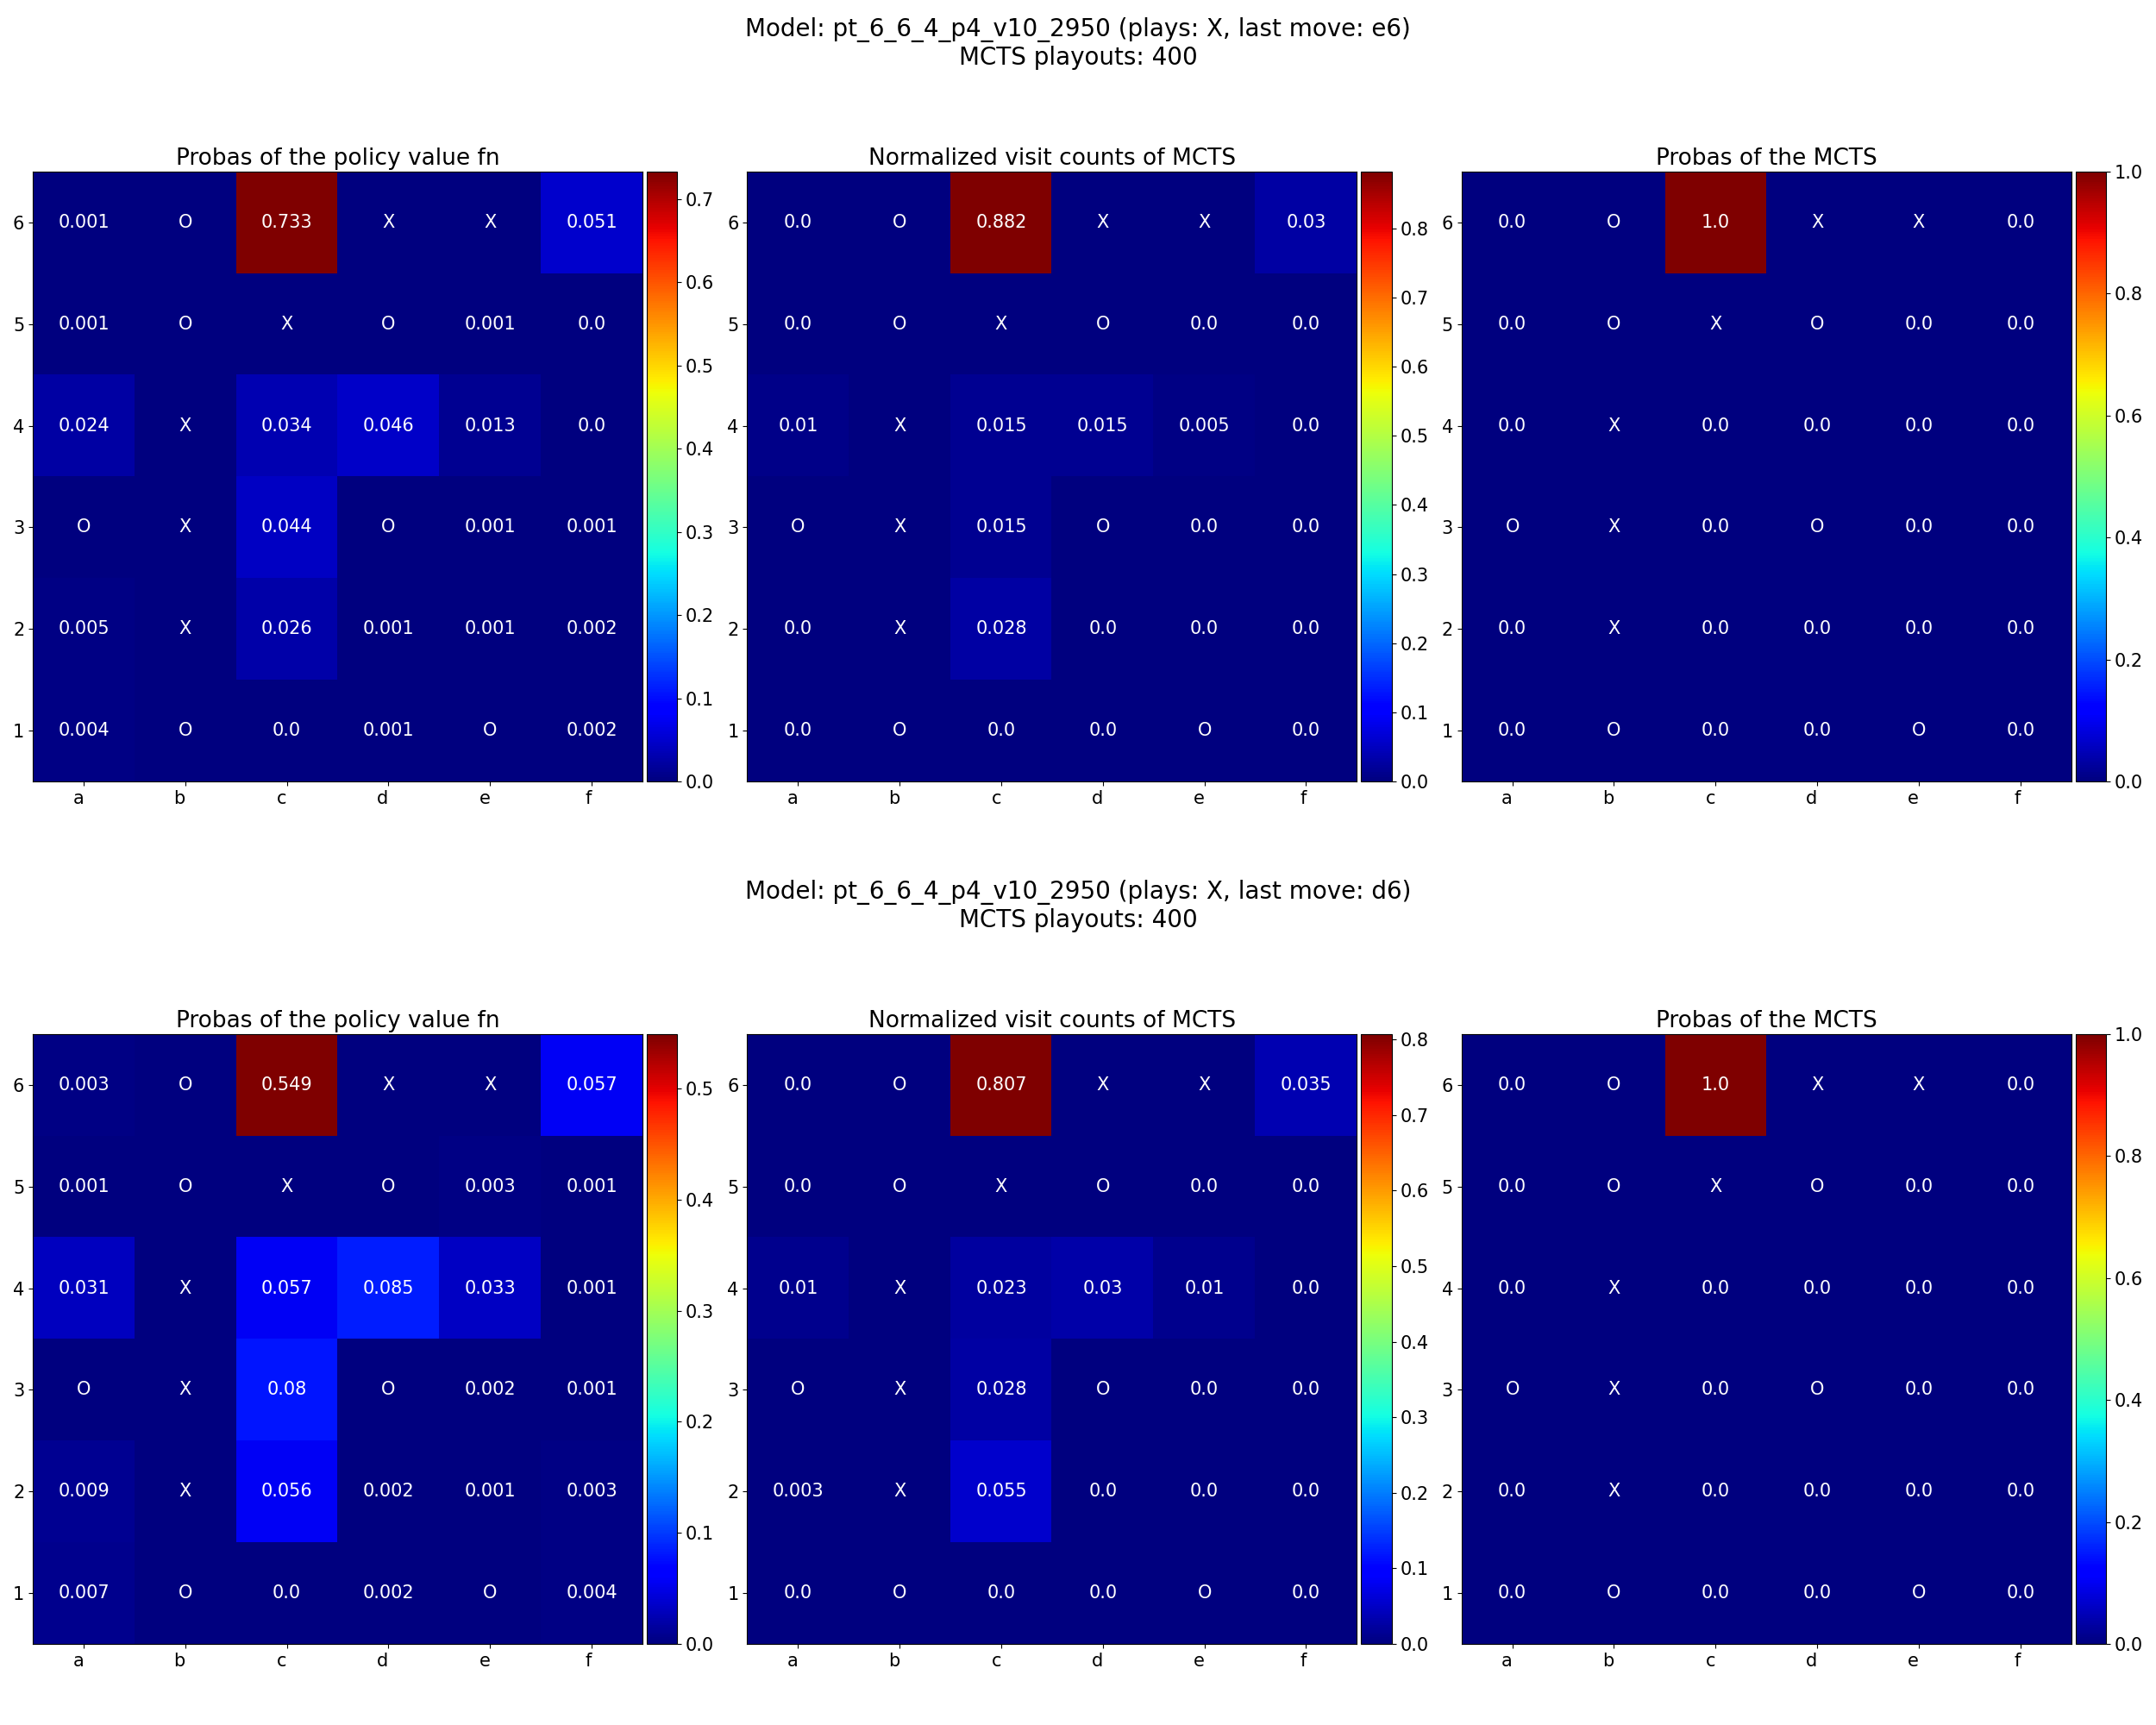 Model: pt_6_6_4_p4_v10_2950 (plays: X, last move: e6)
MCTS playouts: 400
Probas of the policy value fn
6 0.001 O 0.733 X X 0.051
5 0.001 O X O 0.001 0.0
4 0.024 X 0.034 0.046 0.013 0.0
3 O X 0.044 O 0.001 0.001
2 0.005 X 0.026 0.001 0.001 0.002
1 0.004 O 0.0 0.001 O 0.002
a b c d e f
0.7
0.6
0.5
0.4
0.3
0.2
0.1
0.0
Normalized visit counts of MCTS
6 0.0 O 0.882 X X 0.03
5 0.0 O X O 0.0 0.0
4 0.01 X 0.015 0.015 0.005 0.0
3 O X 0.015 O 0.0 0.0
2 0.0 X 0.028 0.0 0.0 0.0
1 0.0 O 0.0 0.0 O 0.0
a b c d e f
0.8
0.7
0.6
0.5
0.4
0.3
0.2
0.1
0.0
Probas of the MCTS
6 0.0 O 1.0 X X 0.0
5 0.0 O X O 0.0 0.0
4 0.0 X 0.0 0.0 0.0 0.0
3 O X 0.0 O 0.0 0.0
2 0.0 X 0.0 0.0 0.0 0.0
1 0.0 O 0.0 0.0 O 0.0
a b c d e f
1.0
0.8
0.6
0.4
0.2
0.0
Model: pt_6_6_4_p4_v10_2950 (plays: X, last move: d6)
MCTS playouts: 400
Probas of the policy value fn
6 0.003 O 0.549 X X 0.057
5 0.001 O X O 0.003 0.001
4 0.031 X 0.057 0.085 0.033 0.001
3 O X 0.08 O 0.002 0.001
2 0.009 X 0.056 0.002 0.001 0.003
1 0.007 O 0.0 0.002 O 0.004
a b c d e f
0.5
0.4
0.3
0.2
0.1
0.0
Normalized visit counts of MCTS
6 0.0 O 0.807 X X 0.035
5 0.0 O X O 0.0 0.0
4 0.01 X 0.023 0.03 0.01 0.0
3 O X 0.028 O 0.0 0.0
2 0.003 X 0.055 0.0 0.0 0.0
1 0.0 O 0.0 0.0 O 0.0
a b c d e f
0.8
0.7
0.6
0.5
0.4
0.3
0.2
0.1
0.0
Probas of the MCTS
6 0.0 O 1.0 X X 0.0
5 0.0 O X O 0.0 0.0
4 0.0 X 0.0 0.0 0.0 0.0
3 O X 0.0 O 0.0 0.0
2 0.0 X 0.0 0.0 0.0 0.0
1 0.0 O 0.0 0.0 O 0.0
a b c d e f
1.0
0.8
0.6
0.4
0.2
0.0